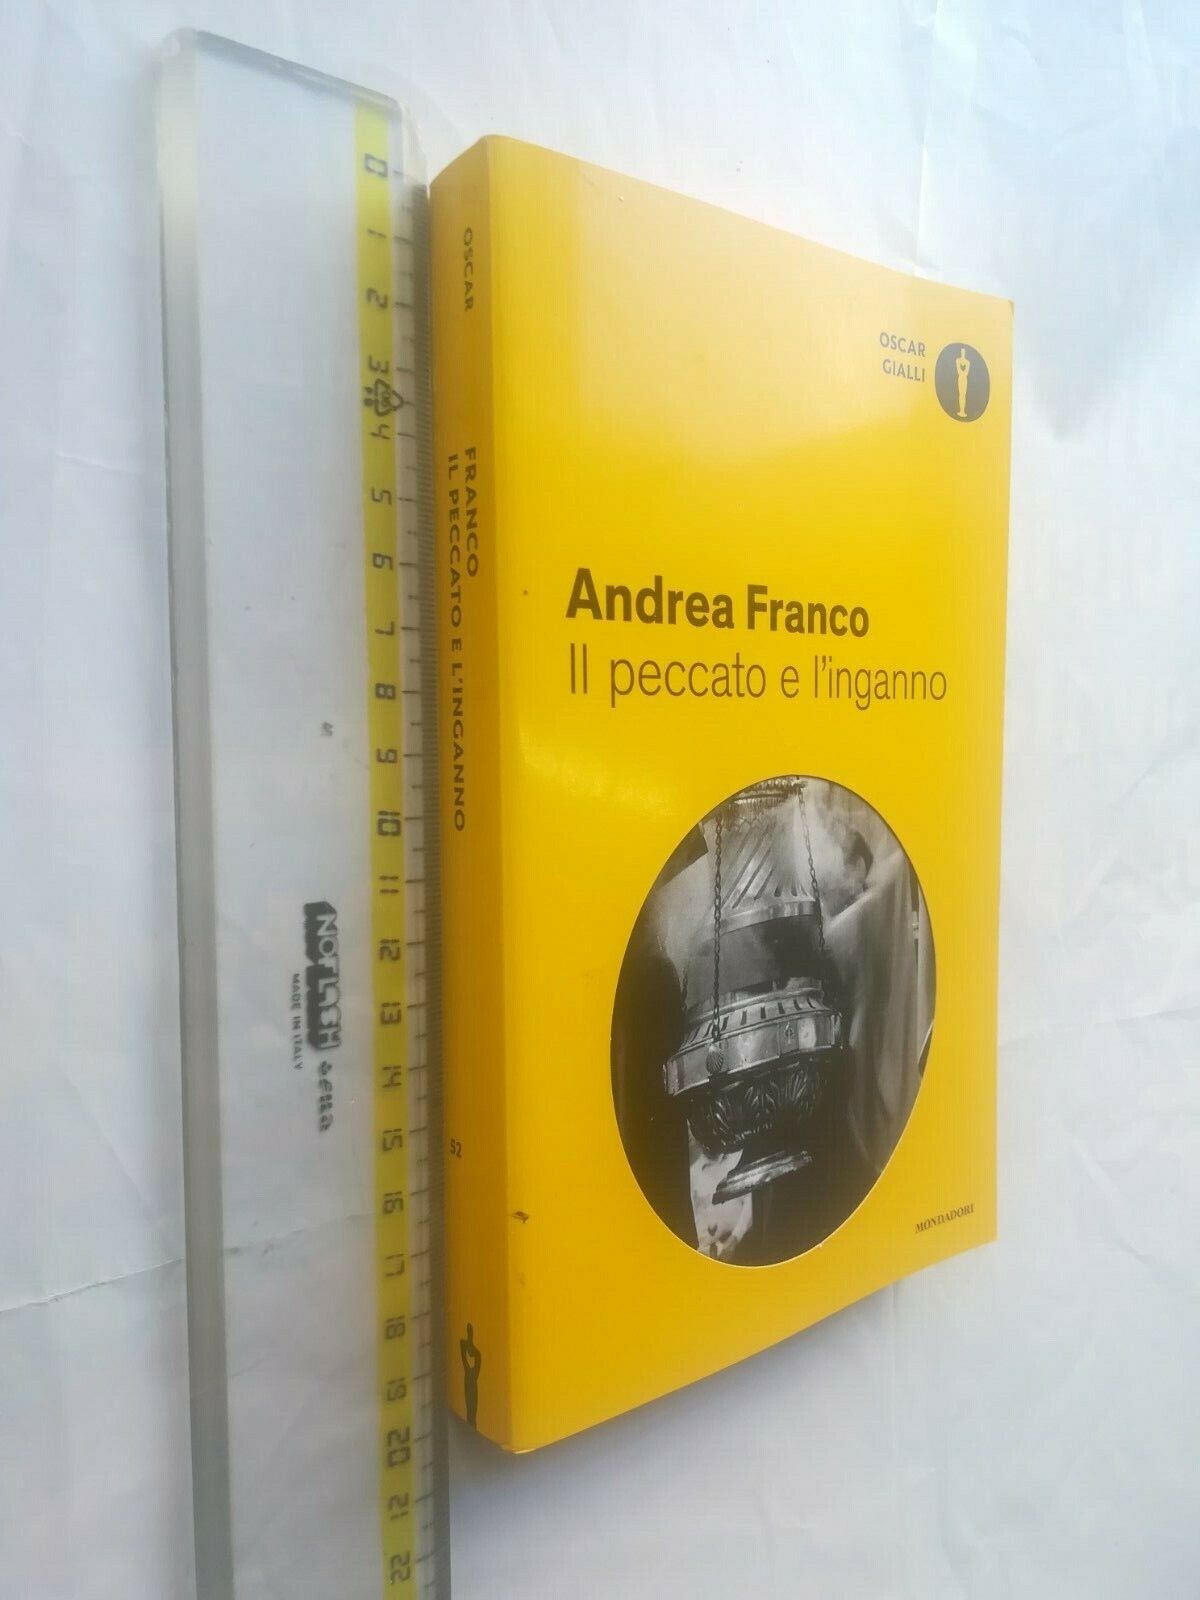 0
1
2
3
4
5
6
7
8
9
10
11
12
13
14
15
16
17
18
19
20
21
22
NORFLASH
MADE IN ITALY
OSCAR
FRANCO
IL PECCATO E L'INGANNO
52
OSCAR
GIALLI
Andrea Franco
Il peccato e l'inganno
MONDADORI